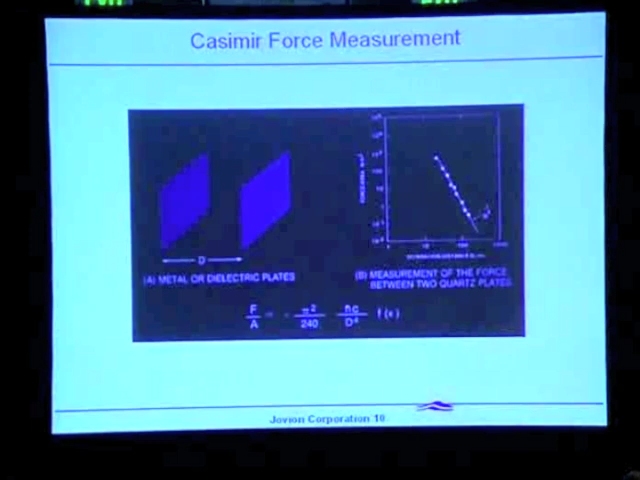 Casimir Force Measurement
D
(A) METAL OR DIELECTRIC PLATES
(B) MEASUREMENT OF THE FORCE
BETWEEN TWO QUARTZ PLATES
F/A = - π²/240 ħc/D⁴ f(ε)
Jovion Corporation 10